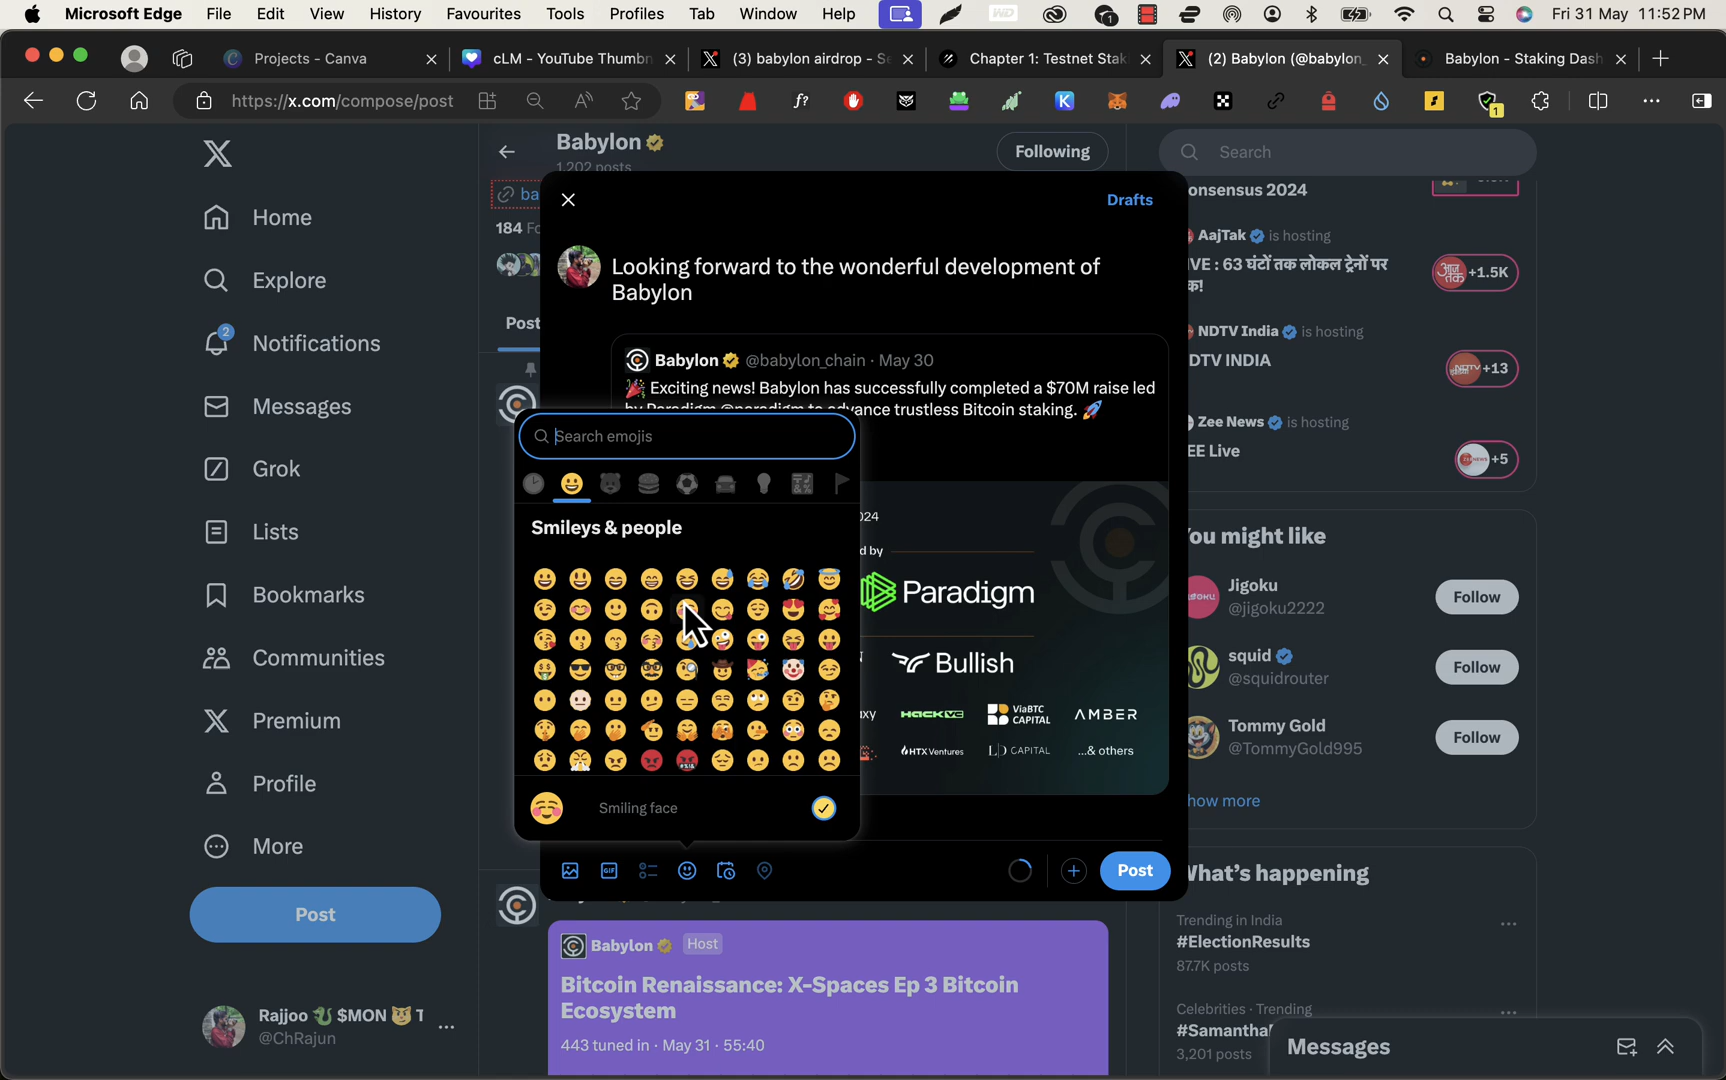 Microsoft Edge File Edit View History Favourites Tools Profiles Tab Window Help
Fri 31 May 11:52 PM
Projects - Canva
cLM - YouTube Thumbn
(3) babylon airdrop - Se
Chapter 1: Testnet Stak
(2) Babylon (@babylon_
Babylon - Staking Dash
https://x.com/compose/post
1
Home
Explore
2
Notifications
Messages
Grok
Lists
Bookmarks
Communities
Premium
Profile
More
Post
Rajjoo 🐉 $MON 😈 T
@ChRajun
Babylon
1,202 posts
Following
ba
184 Fo
Post
Drafts
Looking forward to the wonderful development of
Babylon
Babylon @babylon_chain · May 30
🎉 Exciting news! Babylon has successfully completed a $70M raise led
by Paradigm @paradigm to advance trustless Bitcoin staking. 🚀
Search emojis
Smileys & people
Smiling face
024
d by
Paradigm
Bullish
axy
HACK VC
ViaBTC
CAPITAL
AMBER
HTX Ventures
CAPITAL
...& others
GIF
Post
Babylon Host
Bitcoin Renaissance: X-Spaces Ep 3 Bitcoin
Ecosystem
443 tuned in · May 31 · 55:40
Search
onsensus 2024
AajTak is hosting
IVE : 63 घंटों तक लोकल ट्रेनों पर
क!
+1.5K
NDTV India is hosting
DTV INDIA
+13
Zee News is hosting
EE Live
+5
You might like
Jigoku
@jigoku2222
Follow
squid
@squidrouter
Follow
Tommy Gold
@TommyGold995
Follow
how more
What's happening
Trending in India
#ElectionResults
87.7K posts
Celebrities · Trending
#Samantha
3,201 posts
Messages